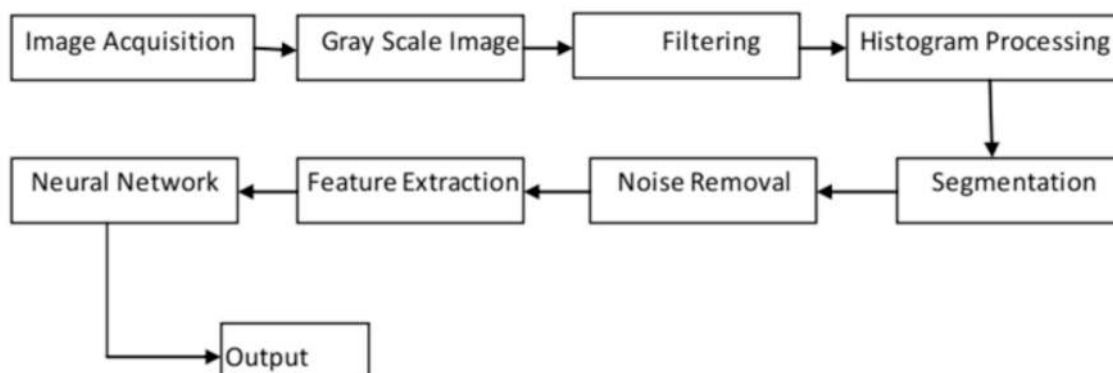 Image Acquisition
Gray Scale Image
Filtering
Histogram Processing
Segmentation
Noise Removal
Feature Extraction
Neural Network
Output